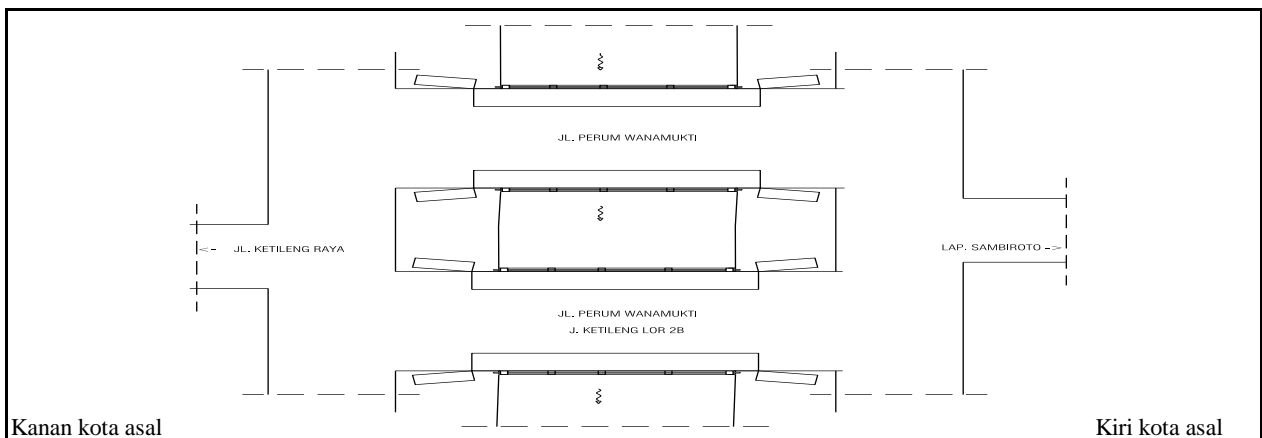 JL. PERUM WANAMUKTI
<- JL. KETILENG RAYA
LAP. SAMBIROTO ->
JL. PERUM WANAMUKTI
J. KETILENG LOR 2B
Kanan kota asal
Kiri kota asal